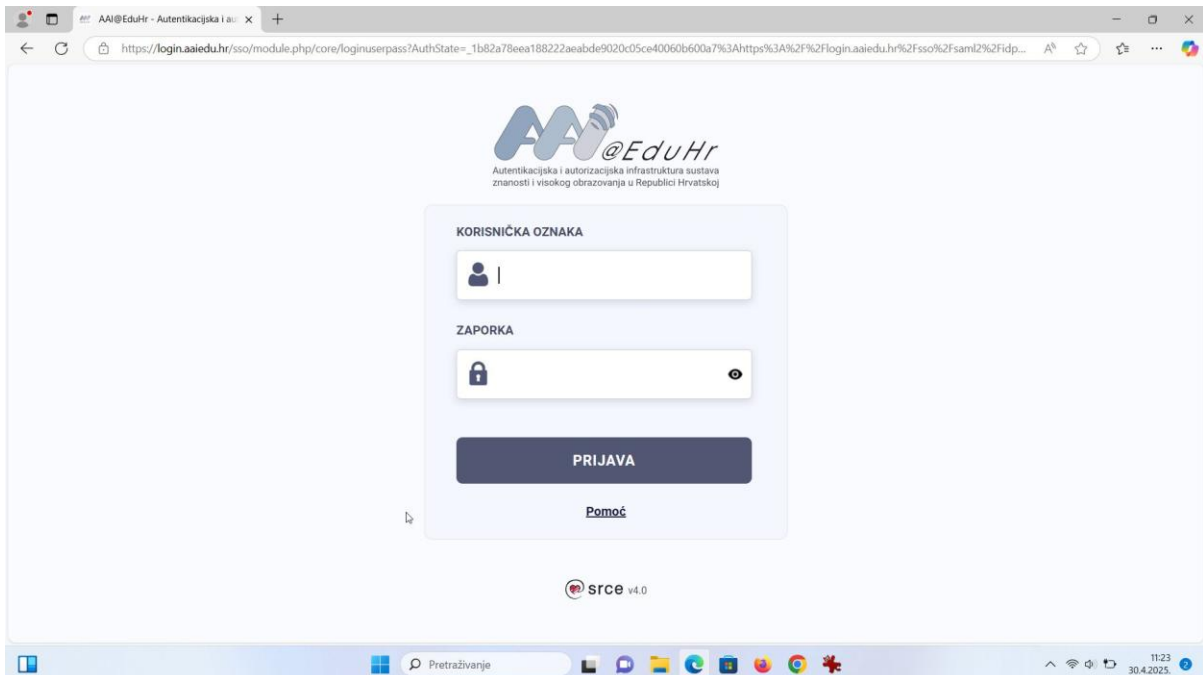 AAI@EduHr - Autentikacijska i au
https://login.aaiedu.hr/sso/module.php/core/loginuserpass?AuthState=_1b82a78eea188222aeabde9020c05ce40060b600a7%3Ahttps%3A%2F%2Flogin.aaiedu.hr%2Fsso%2Fsaml2%2Fidp...
AAI@EduHr
Autentikacijska i autorizacijska infrastruktura sustava
znanosti i visokog obrazovanja u Republici Hrvatskoj
KORISNIČKA OZNAKA
ZAPORKA
PRIJAVA
Pomoć
srce v4.0
Pretraživanje
11:23
30.4.2025.
2